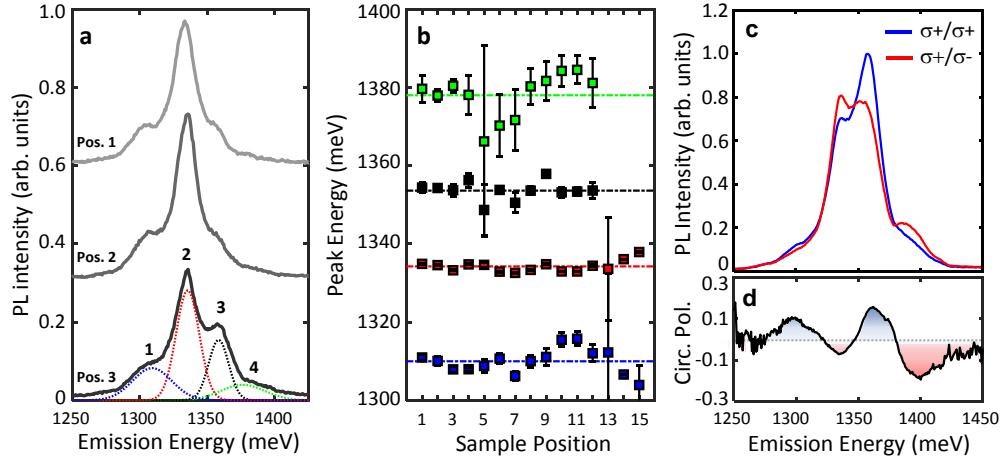 a
PL intensity (arb. units)
1.0
0.8
0.6
0.4
0.2
0
Pos. 1
Pos. 2
Pos. 3
1
2
3
4
1250
1300
1350
1400
Emission Energy (meV)
b
Peak Energy (meV)
1400
1380
1360
1340
1320
1300
1 3 5 7 9 11 13 15
Sample Position
c
σ+/σ+
σ+/σ-
PL Intensity (arb. units)
1.2
1.0
0.8
0.6
0.4
0.2
0.0
d
Circ. Pol.
0.3
0.1
-0.1
-0.3
1250 1300 1350 1400 1450
Emission Energy (meV)